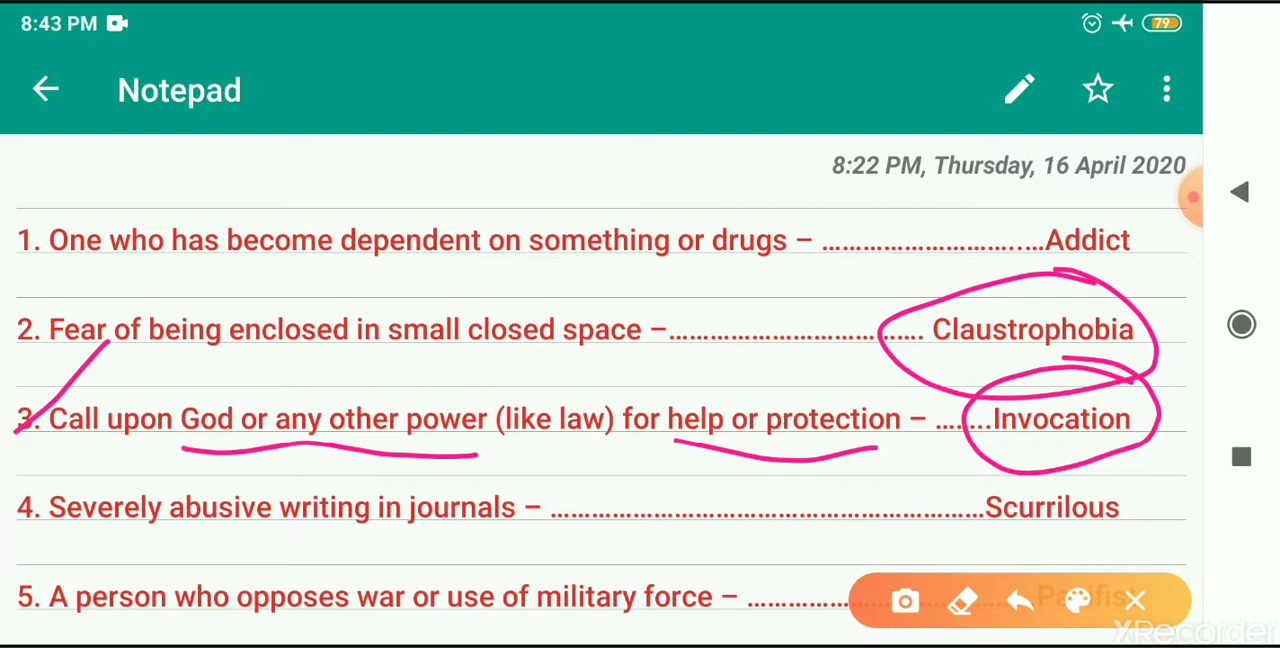 8:43 PM
79
Notepad
8:22 PM, Thursday, 16 April 2020
1. One who has become dependent on something or drugs – ………………………..…Addict
2. Fear of being enclosed in small closed space –………………………………. Claustrophobia
3. Call upon God or any other power (like law) for help or protection – …….Invocation
4. Severely abusive writing in journals – ………………………………………………………Scurrilous
5. A person who opposes war or use of military force – ……………
XRecorder